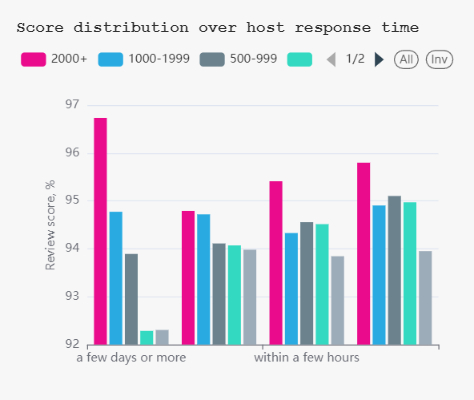 Score distribution over host response time
2000+ 1000-1999 500-999 1/2 All Inv
97
96
95
94
93
92
Review score, %
a few days or more within a few hours